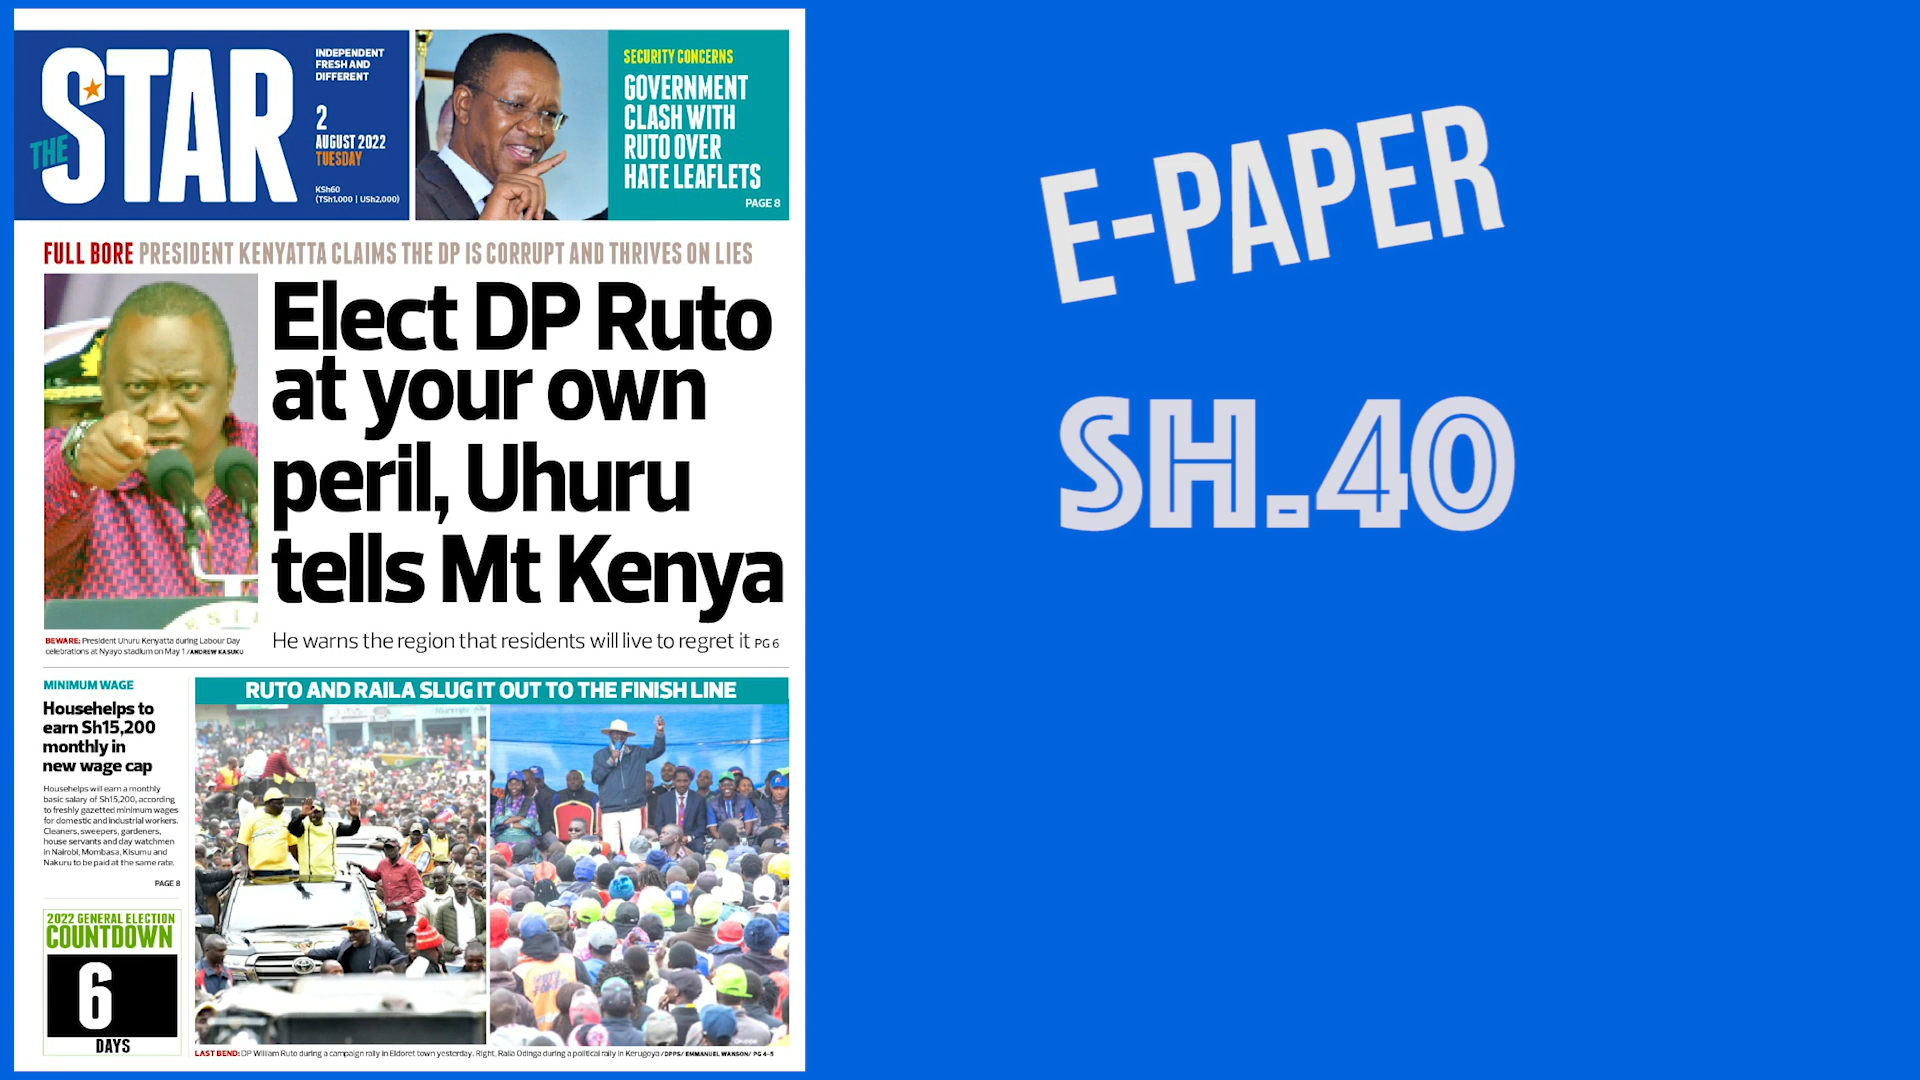 THE STAR
INDEPENDENT
FRESH AND
DIFFERENT
2
AUGUST 2022
TUESDAY
KSh60
(TSh1,000 | USh2,000)
SECURITY CONCERNS
GOVERNMENT
CLASH WITH
RUTO OVER
HATE LEAFLETS
PAGE 8
FULL BORE PRESIDENT KENYATTA CLAIMS THE DP IS CORRUPT AND THRIVES ON LIES
Elect DP Ruto
at your own
peril, Uhuru
tells Mt Kenya
He warns the region that residents will live to regret it PG 6
BEWARE: President Uhuru Kenyatta during Labour Day
celebrations at Nyayo stadium on May 1 /ANDREW KASUKU
MINIMUM WAGE
Househelps to
earn Sh15,200
monthly in
new wage cap
Househelps will earn a monthly
basic salary of Sh15,200, according
to freshly gazetted minimum wages
for domestic and industrial workers.
Cleaners, sweepers, gardeners,
house servants and day watchmen
in Nairobi, Mombasa, Kisumu and
Nakuru to be paid at the same rate.
PAGE 8
2022 GENERAL ELECTION
COUNTDOWN
6
DAYS
RUTO AND RAILA SLUG IT OUT TO THE FINISH LINE
LAST BEND: DP William Ruto during a campaign rally in Eldoret town yesterday. Right, Raila Odinga during a political rally in Kerugoya /DPPS/ EMMANUEL WANSON/ PG 4-5
E-PAPER
SH.40